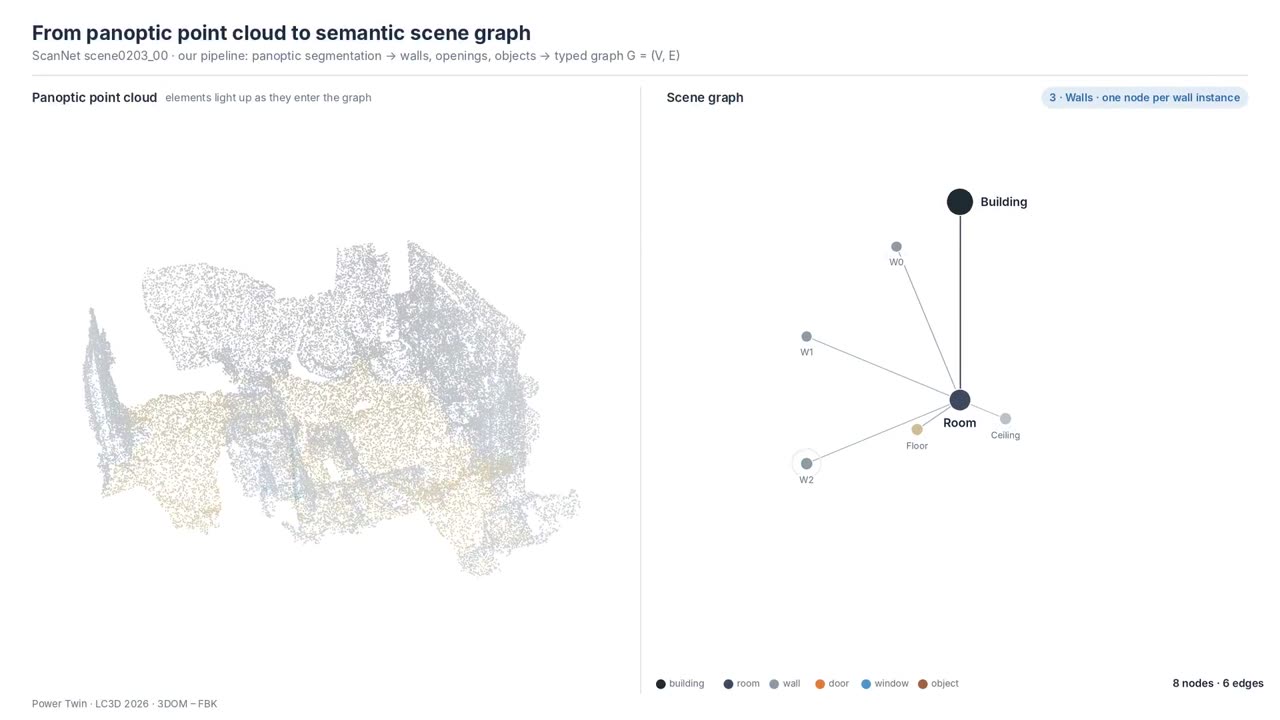 From panoptic point cloud to semantic scene graph
ScanNet scene0203_00 · our pipeline: panoptic segmentation → walls, openings, objects → typed graph G = (V, E)
Panoptic point cloud elements light up as they enter the graph
Scene graph
3 · Walls · one node per wall instance
Building
W0
W1
Room
Ceiling
Floor
W2
building room wall door window object
8 nodes · 6 edges
Power Twin · LC3D 2026 · 3DOM – FBK